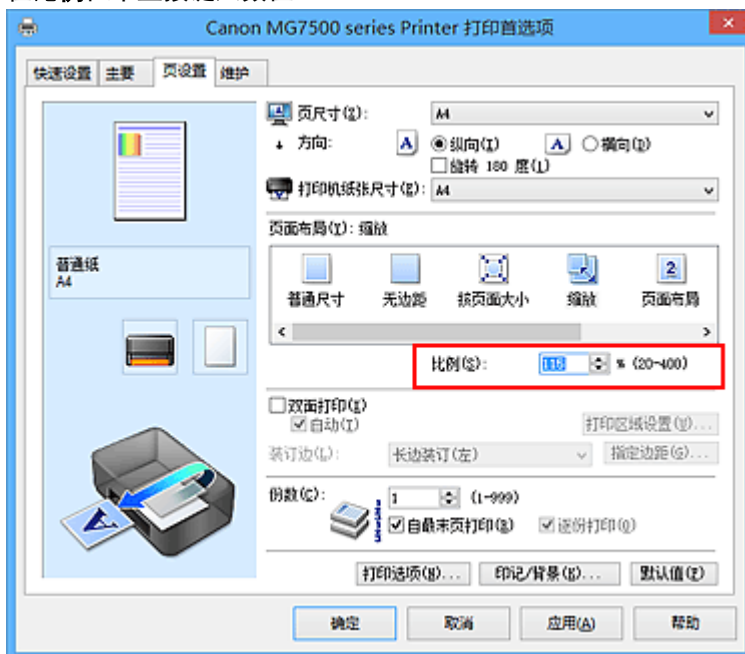 Canon MG7500 series Printer 打印首选项
快速设置 主要 页设置 维护
页尺寸(Z): A4
方向: A 纵向(I) A 横向(D)
旋转 180 度(L)
打印机纸张尺寸(E): A4
页面布局(Y): 缩放
普通纸
A4
2
普通尺寸 无边距 按页面大小 缩放 页面布局
比例(S): 115 % (20-400)
双面打印(X)
自动(T) 打印区域设置(U)...
装订边(L): 长边装订(左) 指定边距(G)...
份数(C): 1 (1-999)
自最末页打印(R) 逐份打印(O)
打印选项(N)... 印记/背景(K)... 默认值(F)
确定 取消 应用(A) 帮助